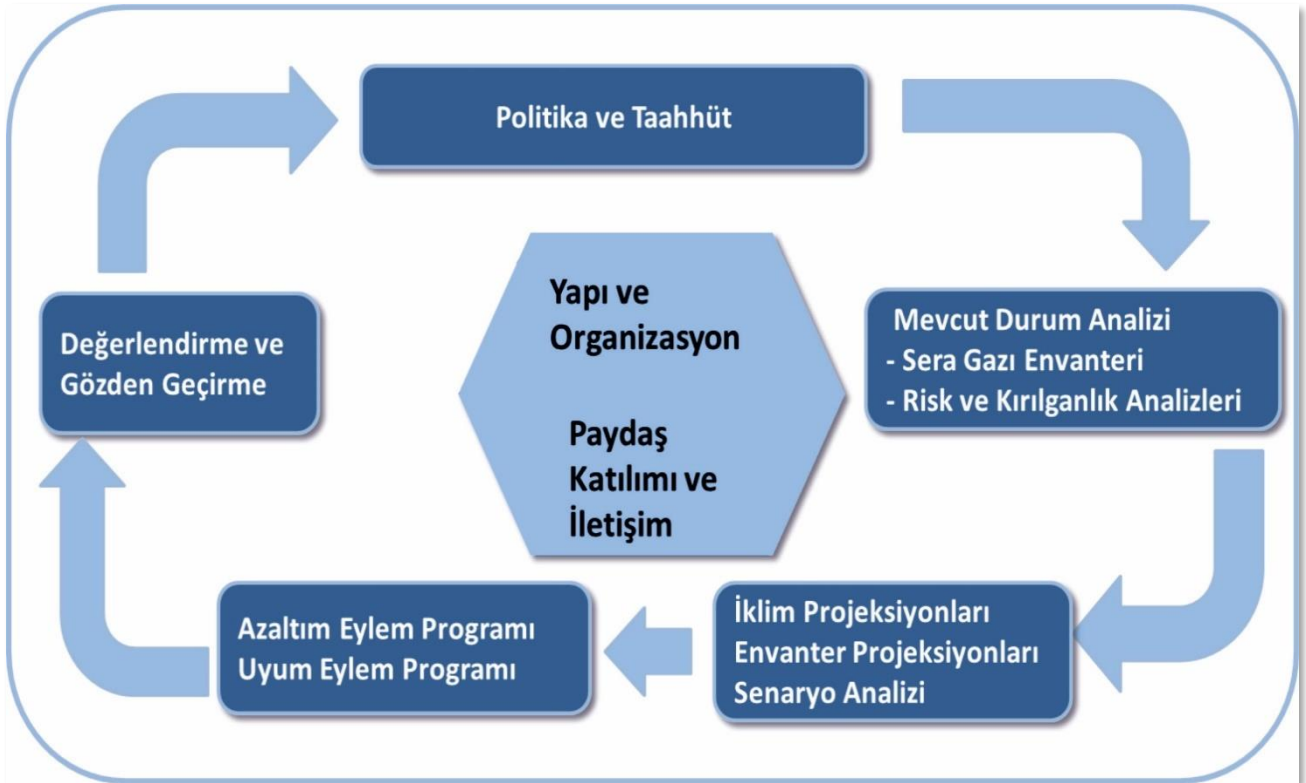 Politika ve Taahhüt
Mevcut Durum Analizi
- Sera Gazı Envanteri
- Risk ve Kırılganlık Analizleri
İklim Projeksiyonları
Envanter Projeksiyonları
Senaryo Analizi
Azaltım Eylem Programı
Uyum Eylem Programı
Değerlendirme ve
Gözden Geçirme
Yapı ve
Organizasyon
Paydaş
Katılımı ve
İletişim